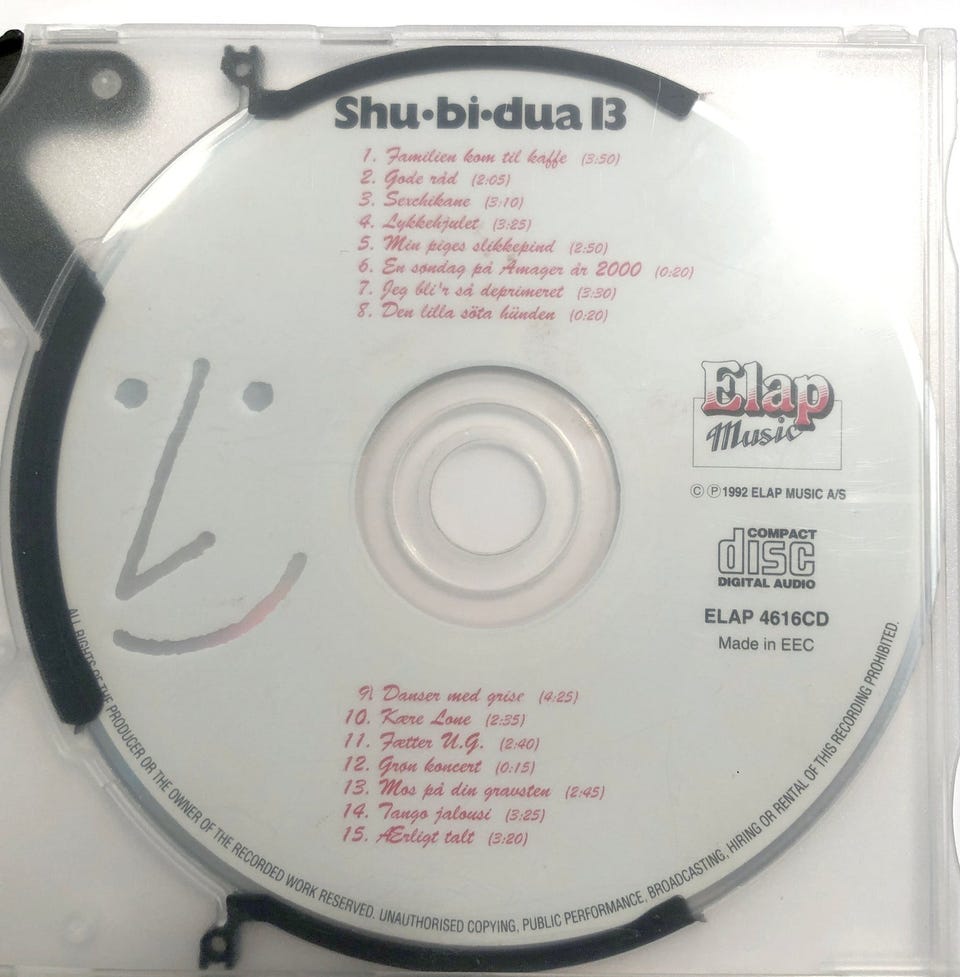 Shu·bi·dua 13
1. Familien kom til kaffe (3:50)
2. Gode råd (2:05)
3. Sexchikane (3:10)
4. Lykkehjulet (3:25)
5. Min piges slikkepind (2:50)
6. En søndag på Amager år 2000 (0:20)
7. Jeg bli'r så deprimeret (3:30)
8. Den lilla söta hünden (0:20)
Elap
Music
© ℗ 1992 ELAP MUSIC A/S
COMPACT
disc
DIGITAL AUDIO
ELAP 4616CD
Made in EEC
9. Danser med grise (4:25)
10. Kære Lone (2:35)
11. Fætter U.G. (2:40)
12. Grøn koncert (0:15)
13. Mos på din gravsten (2:45)
14. Tango jalousi (3:25)
15. Ærligt talt (3:20)
ALL RIGHTS OF THE PRODUCER OR THE OWNER OF THE RECORDED WORK RESERVED. UNAUTHORISED COPYING, PUBLIC PERFORMANCE, BROADCASTING, HIRING OR RENTAL OF THIS RECORDING PROHIBITED.